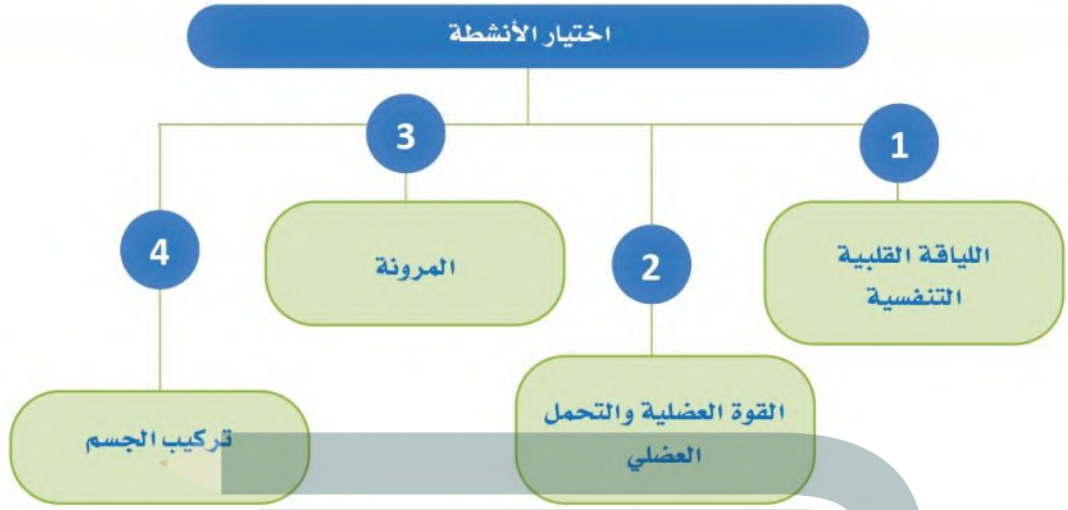 اختيار الأنشطة
1
اللياقة القلبية
التنفسية
2
القوة العضلية والتحمل
العضلي
3
المرونة
4
تركيب الجسم